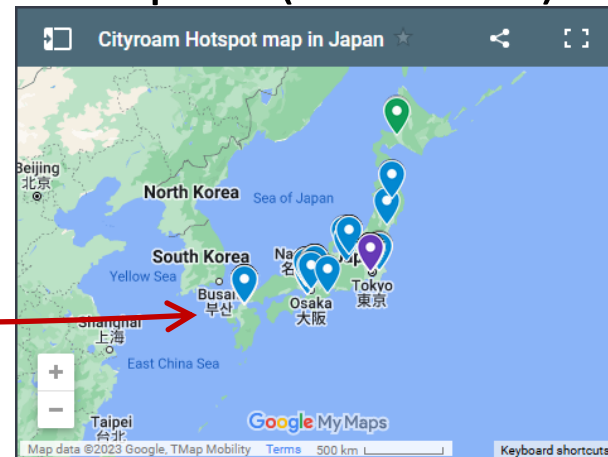 Cityroam Hotspot map in Japan
Beijing
北京
North Korea
Sea of Japan
South Korea
Yellow Sea
Busan
부산
Osaka
大阪
Tokyo
東京
Shanghai
上海
East China Sea
Taipei
台北
Google My Maps
Map data ©2023 Google, TMap Mobility
Terms
500 km
Keyboard shortcuts